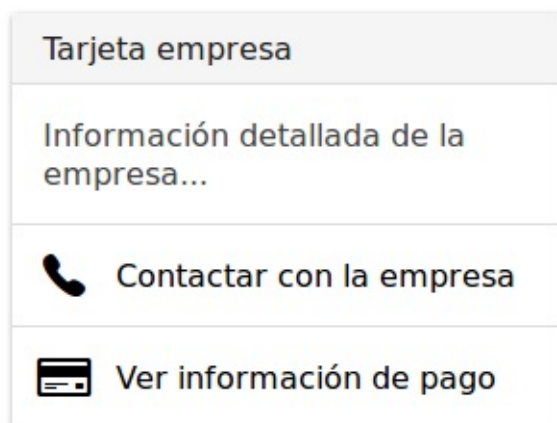 Tarjeta empresa
Información detallada de la
empresa...
Contactar con la empresa
Ver información de pago